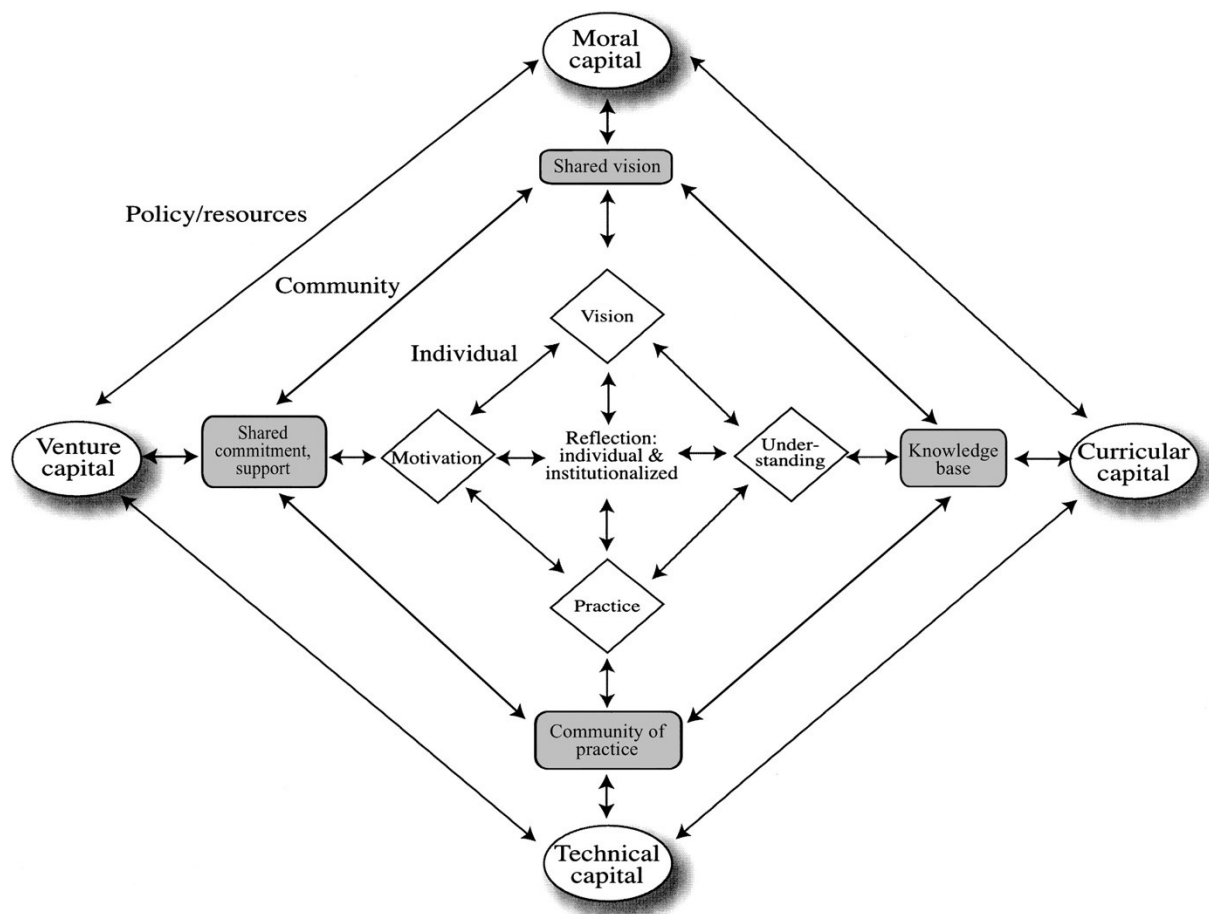 Moral
capital
Shared vision
Policy/resources
Community
Vision
Individual
Venture
capital
Shared
commitment,
support
Motivation
Reflection:
individual &
institutionalized
Under-
standing
Knowledge
base
Curricular
capital
Practice
Community of
practice
Technical
capital